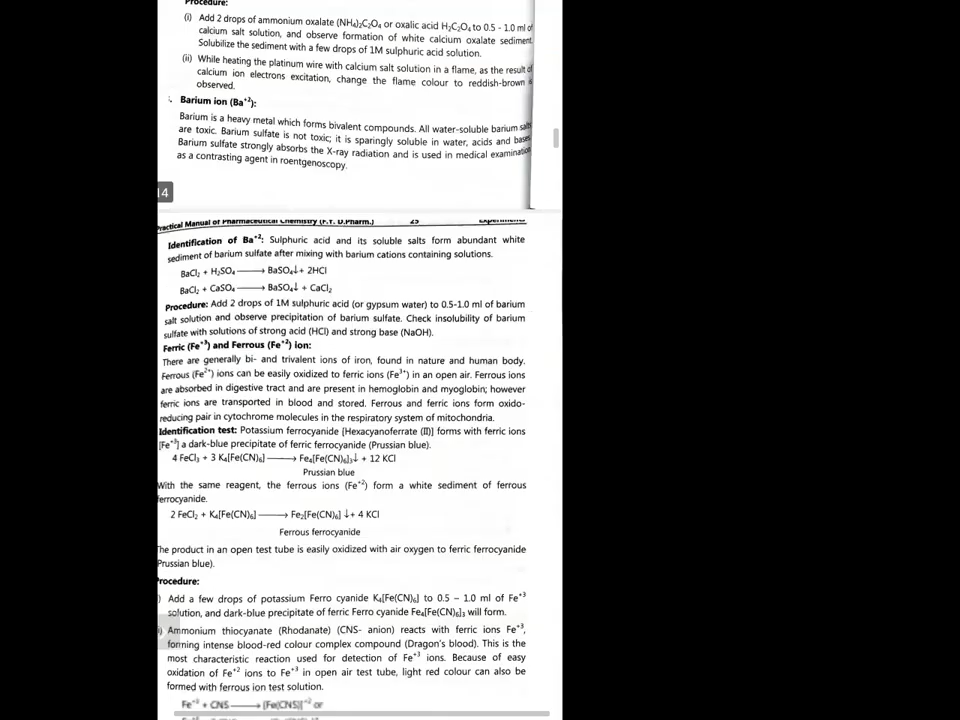 Procedure:
(i) Add 2 drops of ammonium oxalate (NH₄)₂C₂O₄ or oxalic acid H₂C₂O₄ to 0.5 - 1.0 ml of
calcium salt solution, and observe formation of white calcium oxalate sediment.
Solubilize the sediment with a few drops of 1M sulphuric acid solution.
(ii) While heating the platinum wire with calcium salt solution in a flame, as the result of
calcium ion electrons excitation, change the flame colour to reddish-brown is
observed.
Barium ion (Ba⁺²):
Barium is a heavy metal which forms bivalent compounds. All water-soluble barium salts
are toxic. Barium sulfate is not toxic; it is sparingly soluble in water, acids and bases.
Barium sulfate strongly absorbs the X-ray radiation and is used in medical examination
as a contrasting agent in roentgenoscopy.
14
Practical Manual of Pharmaceutical Chemistry (F.Y. D.Pharm.) 25 Experiments
Identification of Ba⁺²: Sulphuric acid and its soluble salts form abundant white
sediment of barium sulfate after mixing with barium cations containing solutions.
BaCl₂ + H₂SO₄ ⟶ BaSO₄↓ + 2HCl
BaCl₂ + CaSO₄ ⟶ BaSO₄↓ + CaCl₂
Procedure: Add 2 drops of 1M sulphuric acid (or gypsum water) to 0.5-1.0 ml of barium
salt solution and observe precipitation of barium sulfate. Check insolubility of barium
sulfate with solutions of strong acid (HCl) and strong base (NaOH).
Ferric (Fe⁺³) and Ferrous (Fe⁺²) ion:
There are generally bi- and trivalent ions of iron, found in nature and human body.
Ferrous (Fe²⁺) ions can be easily oxidized to ferric ions (Fe³⁺) in an open air. Ferrous ions
are absorbed in digestive tract and are present in hemoglobin and myoglobin; however
ferric ions are transported in blood and stored. Ferrous and ferric ions form oxido-
reducing pair in cytochrome molecules in the respiratory system of mitochondria.
Identification test: Potassium ferrocyanide [Hexacyanoferrate (II)] forms with ferric ions
[Fe⁺³] a dark-blue precipitate of ferric ferrocyanide (Prussian blue).
4 FeCl₃ + 3 K₄[Fe(CN)₆] ⟶ Fe₄[Fe(CN)₆]₃↓ + 12 KCl
Prussian blue
With the same reagent, the ferrous ions (Fe⁺²) form a white sediment of ferrous
ferrocyanide.
2 FeCl₂ + K₄[Fe(CN)₆] ⟶ Fe₂[Fe(CN)₆] ↓+ 4 KCl
Ferrous ferrocyanide
The product in an open test tube is easily oxidized with air oxygen to ferric ferrocyanide
Prussian blue).
Procedure:
) Add a few drops of potassium Ferro cyanide K₄[Fe(CN)₆] to 0.5 – 1.0 ml of Fe⁺³
solution, and dark-blue precipitate of ferric Ferro cyanide Fe₄[Fe(CN)₆]₃ will form.
i) Ammonium thiocyanate (Rhodanate) (CNS- anion) reacts with ferric ions Fe⁺³,
forming intense blood-red colour complex compound (Dragon's blood). This is the
most characteristic reaction used for detection of Fe⁺³ ions. Because of easy
oxidation of Fe⁺² ions to Fe⁺³ in open air test tube, light red colour can also be
formed with ferrous ion test solution.
Fe⁺³ + CNS ⟶ [Fe(CNS)]⁺² or